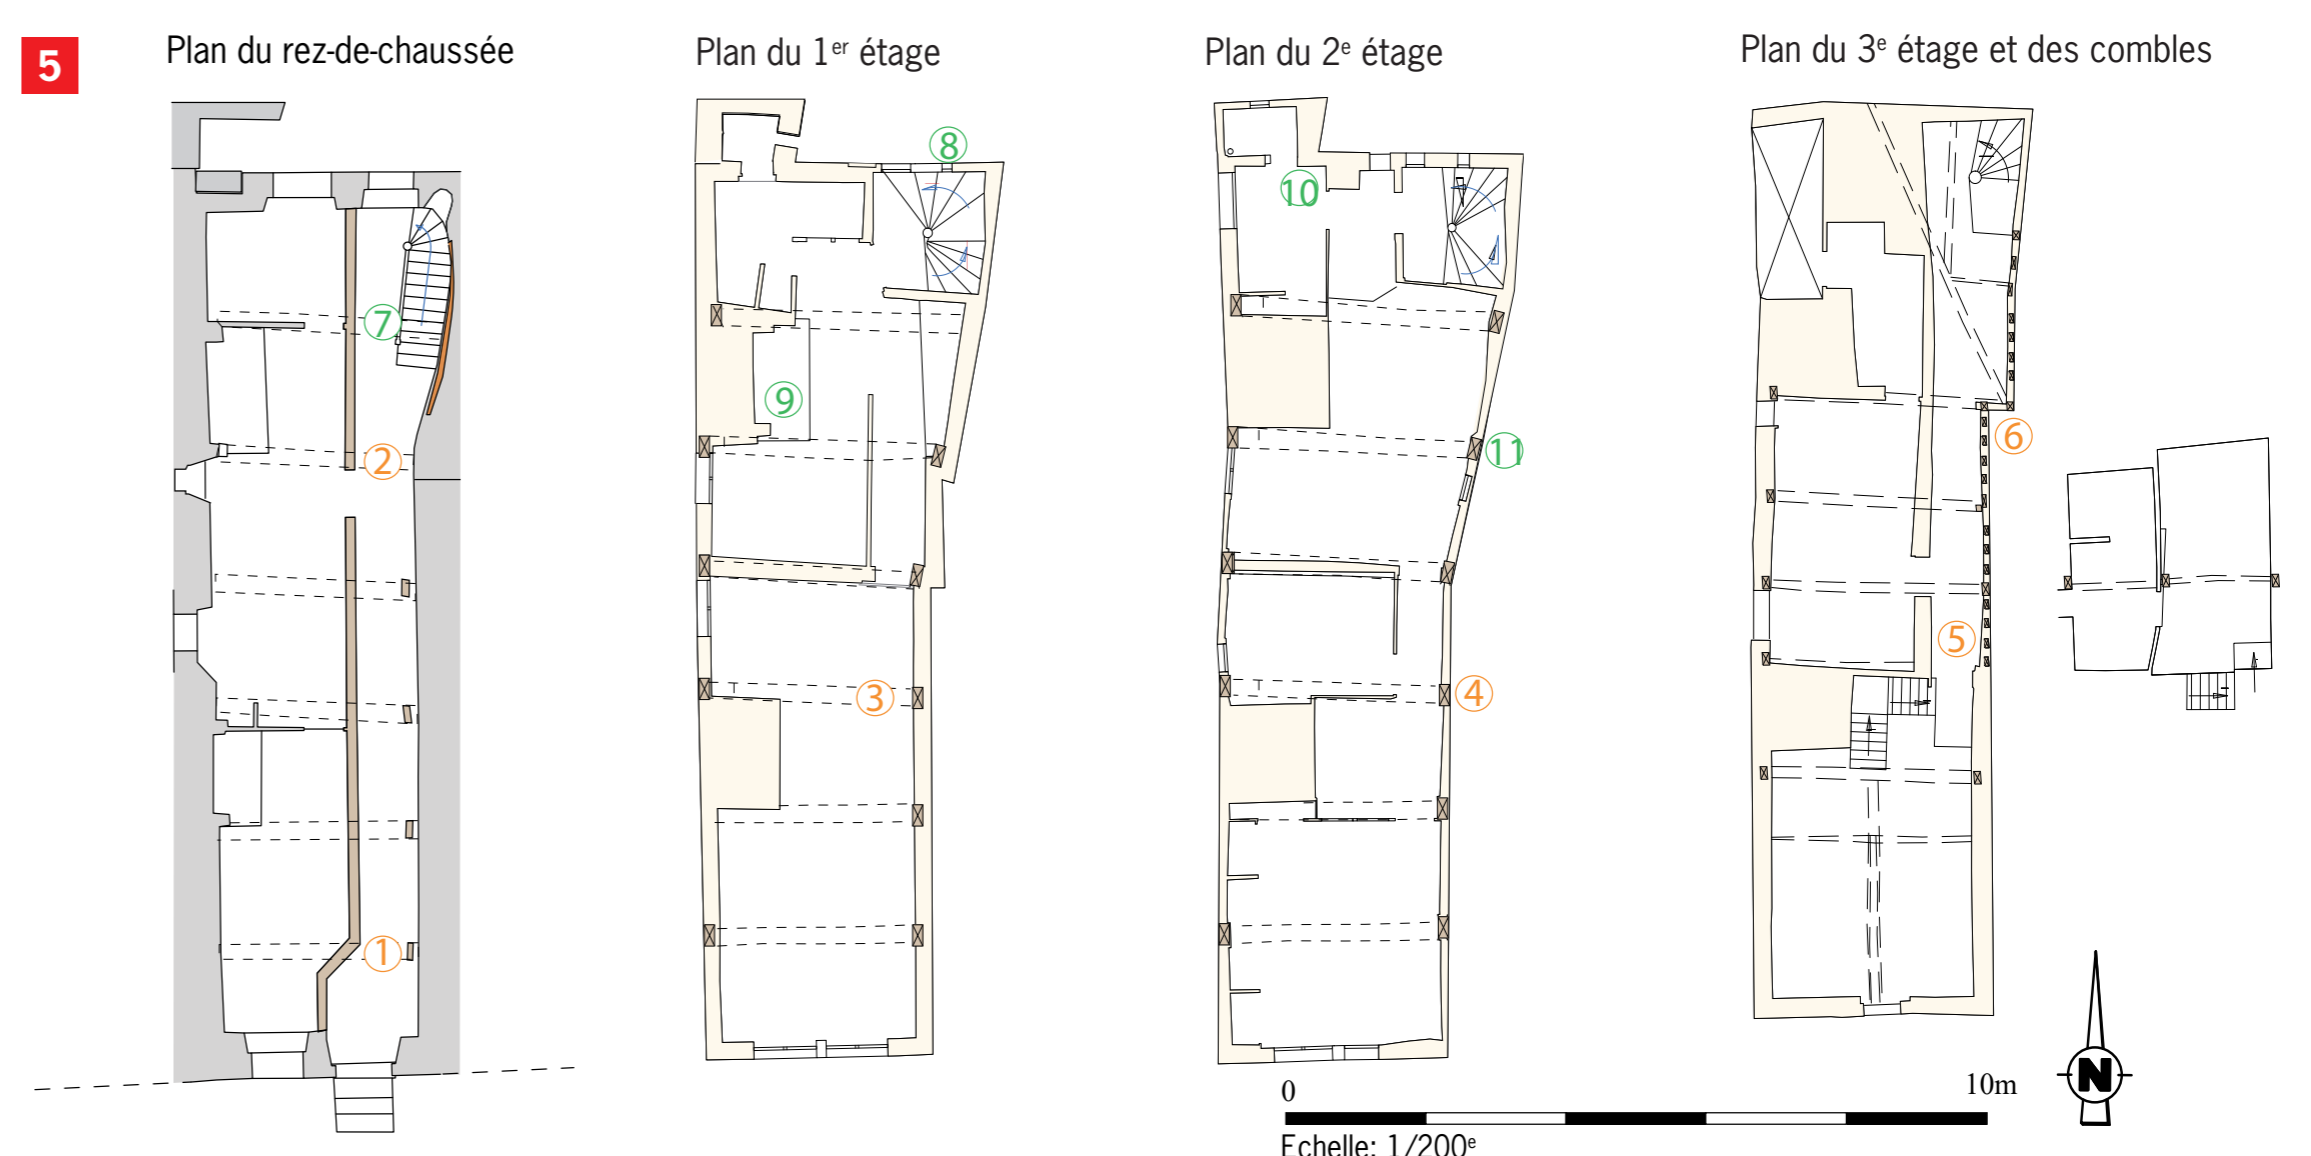 5
Plan du rez-de-chaussée
Plan du 1er étage
Plan du 2e étage
Plan du 3e étage et des combles
8
10
7
9
2
11
6
3
4
5
1
N
0
10m
Echelle: 1/200e